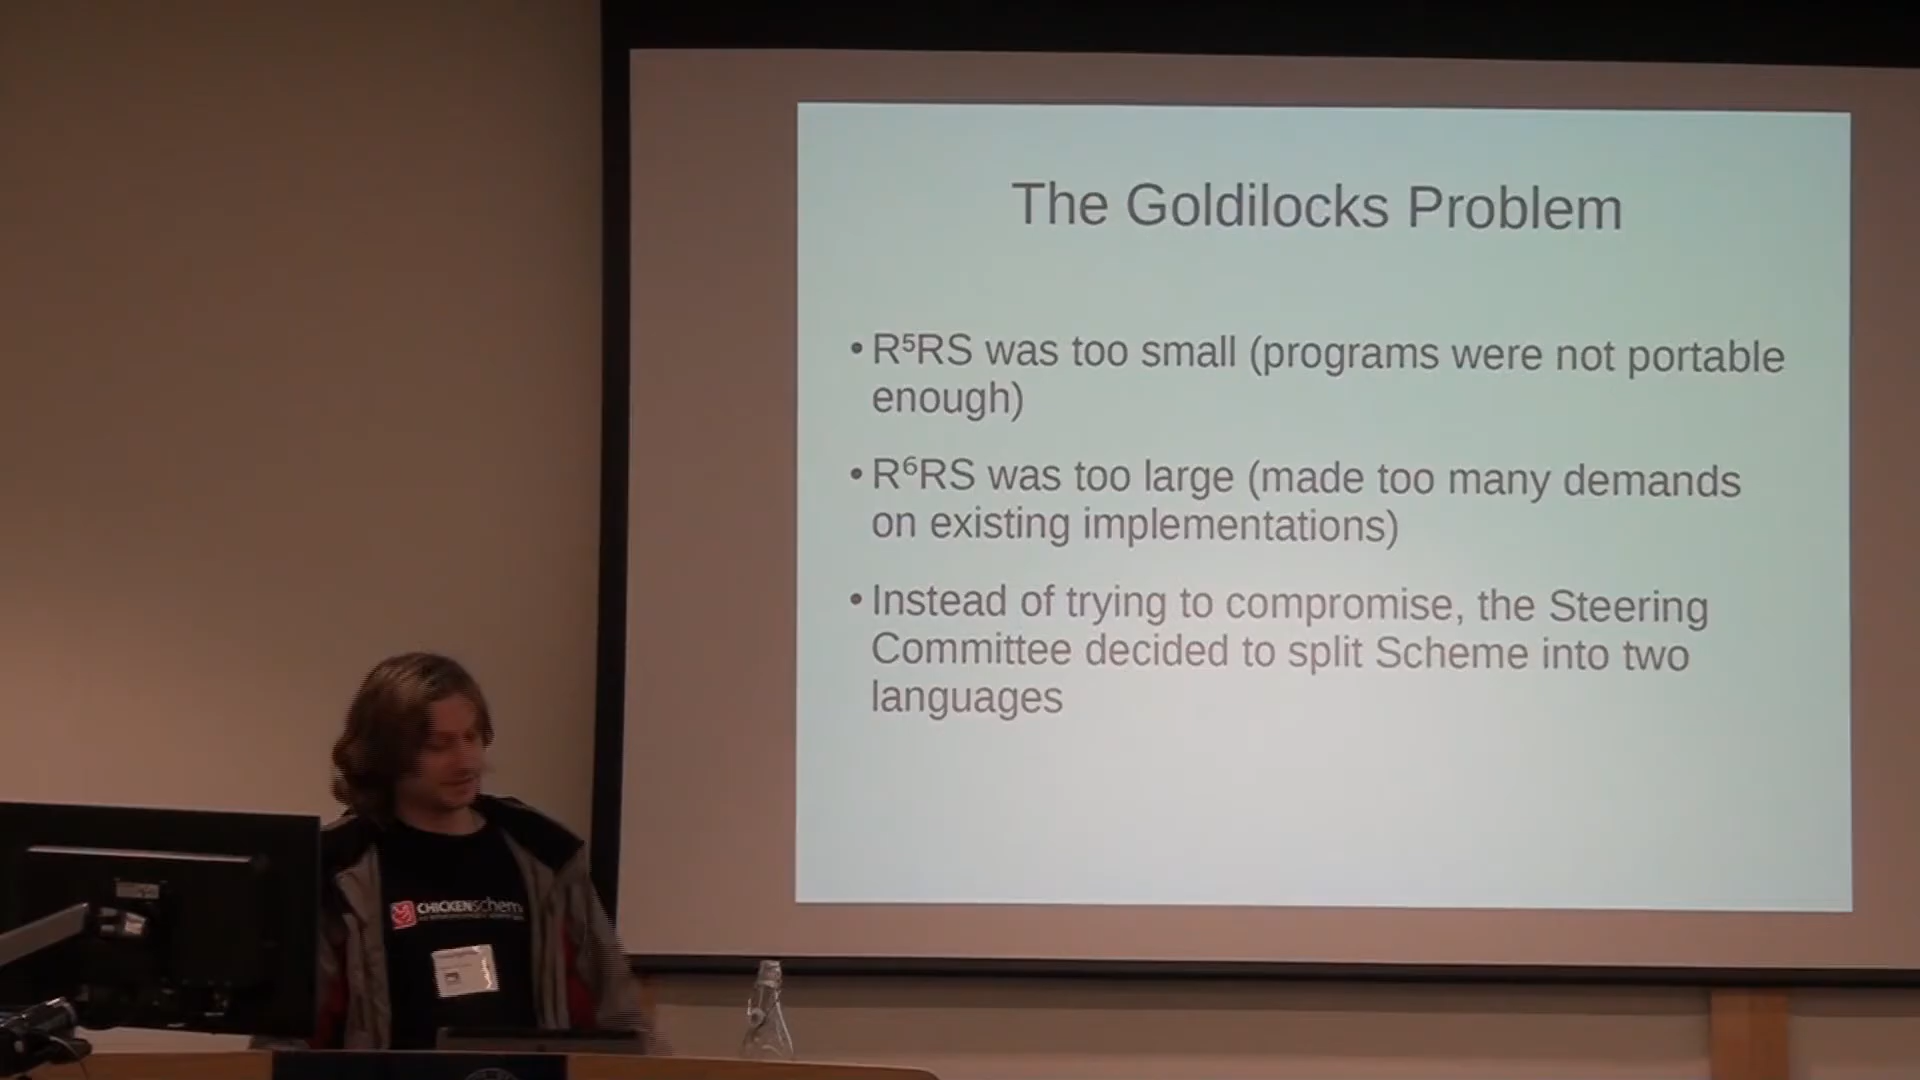 The Goldilocks Problem
• R⁵RS was too small (programs were not portable
enough)
• R⁶RS was too large (made too many demands
on existing implementations)
• Instead of trying to compromise, the Steering
Committee decided to split Scheme into two
languages
CHICKENschem